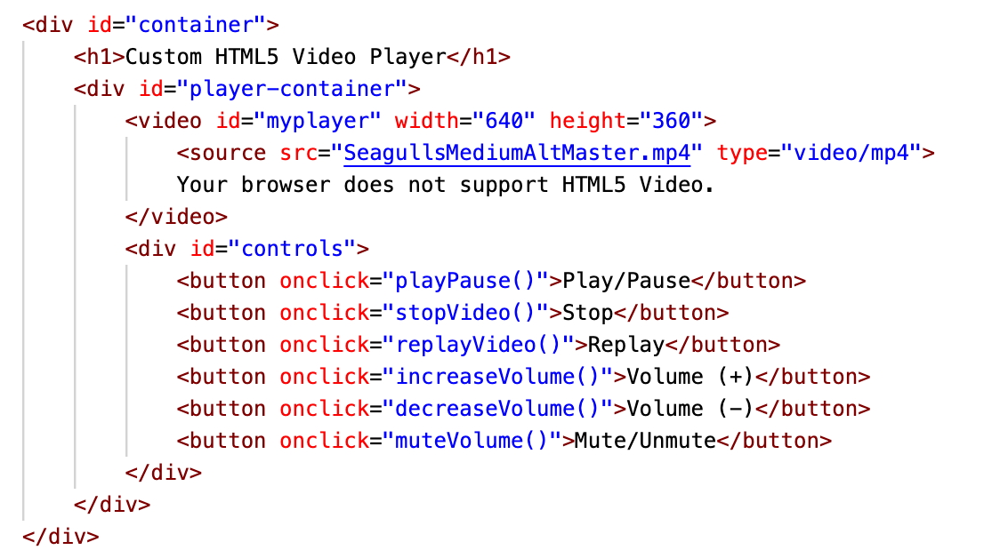 <div id="container">
<h1>Custom HTML5 Video Player</h1>
<div id="player-container">
<video id="myplayer" width="640" height="360">
<source src="SeagullsMediumAltMaster.mp4" type="video/mp4">
Your browser does not support HTML5 Video.
</video>
<div id="controls">
<button onclick="playPause()">Play/Pause</button>
<button onclick="stopVideo()">Stop</button>
<button onclick="replayVideo()">Replay</button>
<button onclick="increaseVolume()">Volume (+)</button>
<button onclick="decreaseVolume()">Volume (-)</button>
<button onclick="muteVolume()">Mute/Unmute</button>
</div>
</div>
</div>